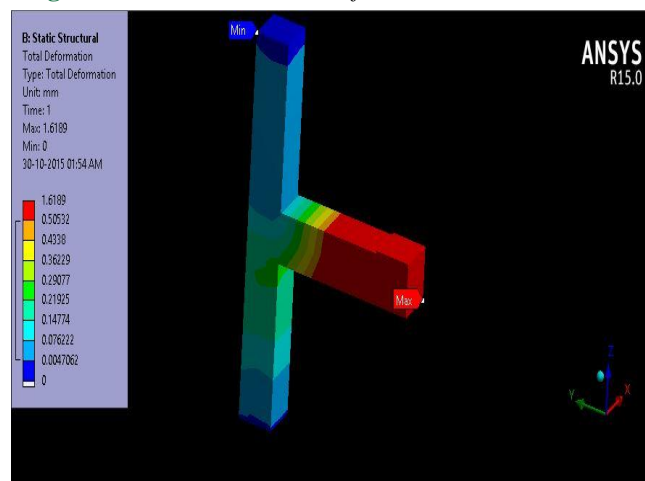 B: Static Structural
Total Deformation
Type: Total Deformation
Unit: mm
Time: 1
Max: 1.6189
Min: 0
30-10-2015 01:54 AM
1.6189
0.50532
0.4338
0.36229
0.29077
0.21925
0.14774
0.076222
0.0047062
0
Min
ANSYS
R15.0
Max
Z
Y
X